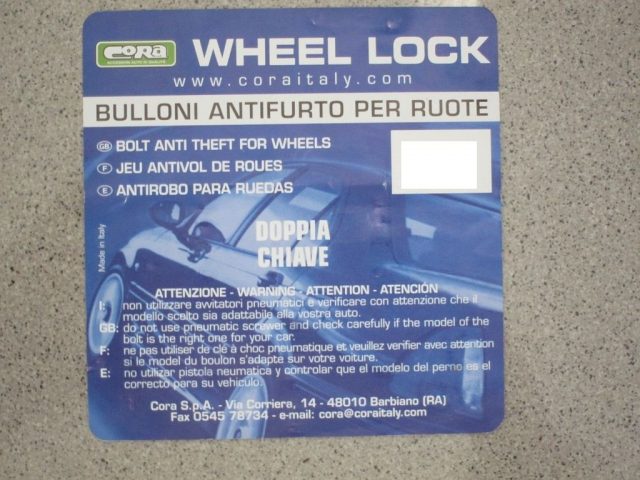 CORA
ACCESSORI AUTO DI QUALITÀ
WHEEL LOCK
www.coraitaly.com
BULLONI ANTIFURTO PER RUOTE
GB BOLT ANTI THEFT FOR WHEELS
F JEU ANTIVOL DE ROUES
E ANTIROBO PARA RUEDAS
DOPPIA
CHIAVE
Made in Italy
ATTENZIONE - WARNING - ATTENTION - ATENCIÓN
I: non utilizzare avvitatori pneumatici e verificare con attenzione che il
modello scelto sia adattabile alla vostra auto.
GB: do not use pneumatic screwer and check carefully if the model of the
bolt is the right one for your car.
F: ne pas utiliser de clé à choc pneumatique et veuillez verifier avec attention
si le model du boulon s'adapte sur votre voiture.
E: no utilizar pistola neumatica y controlar que el modelo del perno es el
correcto para su vehiculo.
Cora S.p.A. - Via Corriera, 14 - 48010 Barbiano (RA)
Fax 0545 78734 - e-mail: cora@coraitaly.com